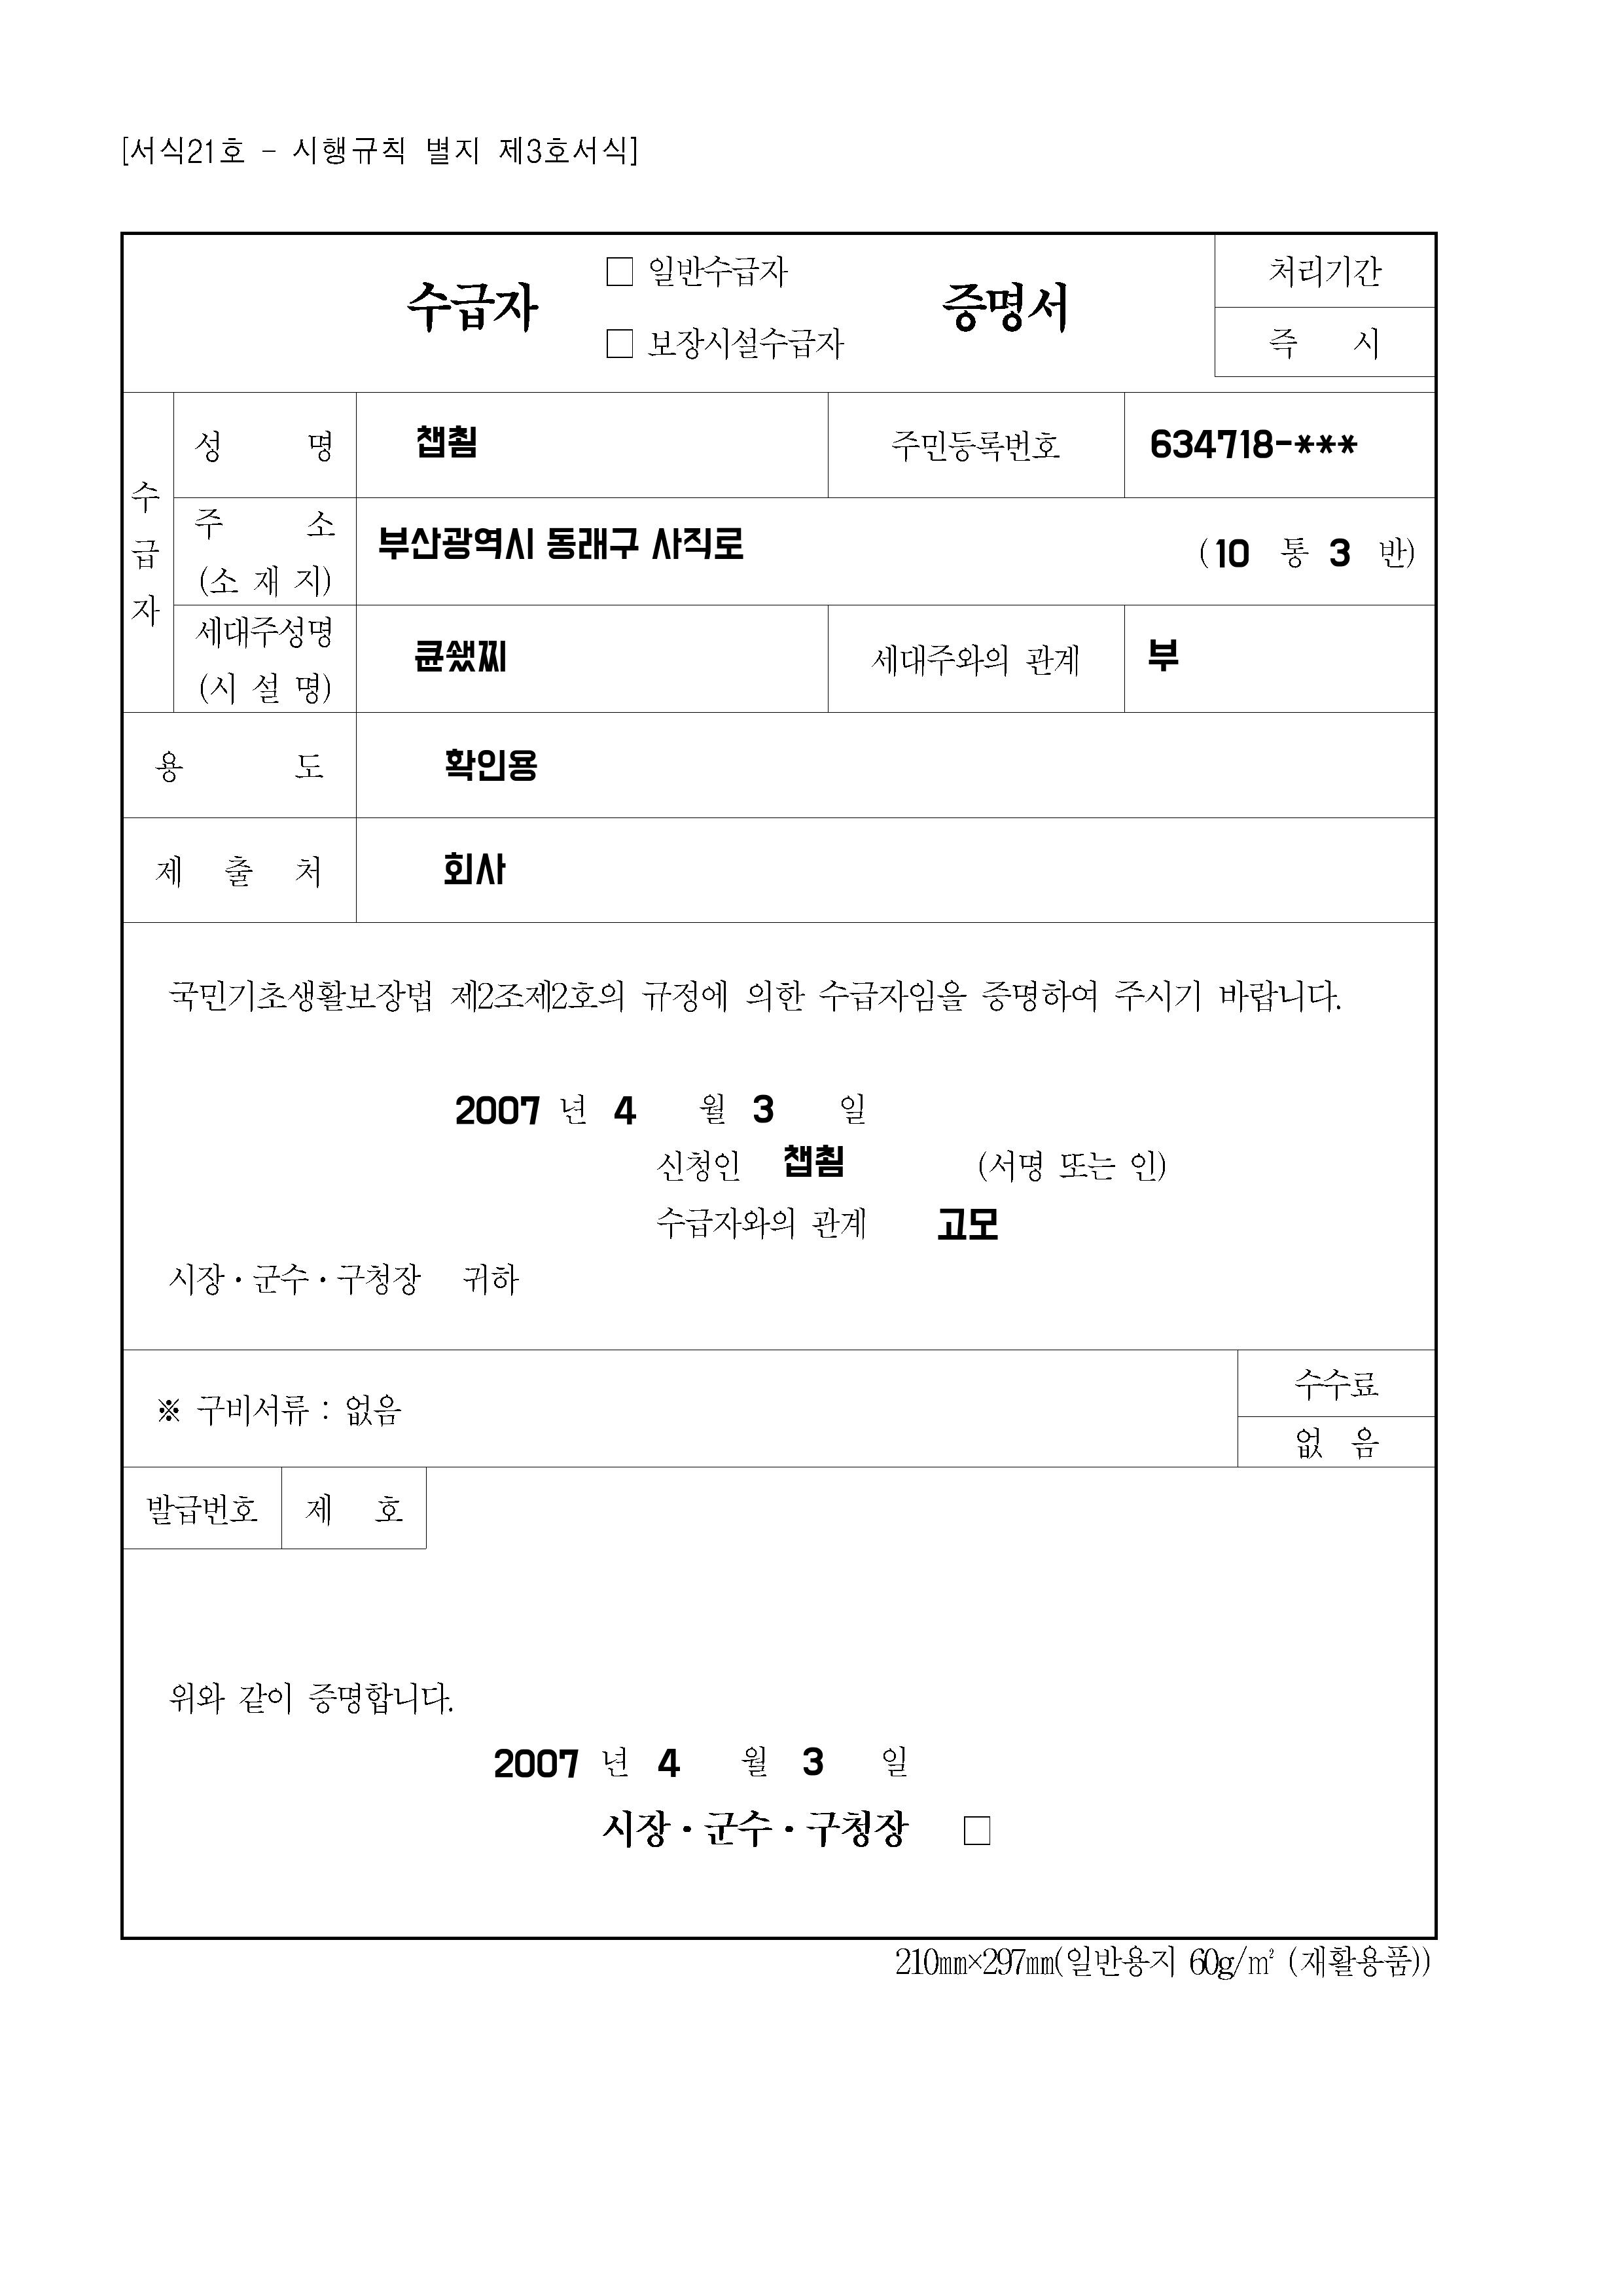 [서식21호 - 시행규칙 별지 제3호서식]
수급자 □ 일반수급자 □ 보장시설수급자 증명서
처리기간
즉 시
수급자
성 명 챕췸 주민등록번호 634718-***
주 소 (소 재 지) 부산광역시 동래구 사직로 (10 통 3 반)
세대주성명 (시 설 명) 균쇘찌 세대주와의 관계 부
용 도 확인용
제 출 처 회사
국민기초생활보장법 제2조제2호의 규정에 의한 수급자임을 증명하여 주시기 바랍니다.
2007 년 4 월 3 일
신청인 챕췸 (서명 또는 인)
수급자와의 관계 고모
시장·군수·구청장 귀하
※ 구비서류 : 없음
수수료
없 음
발급번호 제 호
위와 같이 증명합니다.
2007 년 4 월 3 일
시장·군수·구청장 □
210㎜×297㎜(일반용지 60g/㎡ (재활용품))